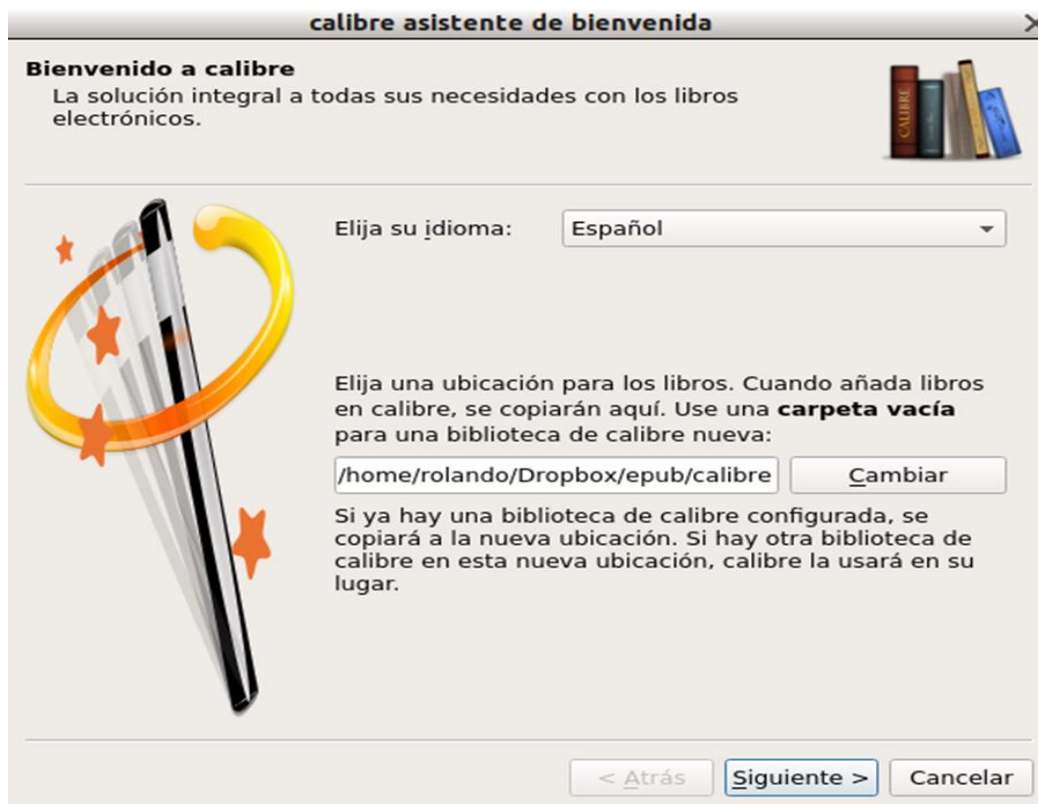 calibre asistente de bienvenida
Bienvenido a calibre
La solución integral a todas sus necesidades con los libros
electrónicos.
CALIBRE
Elija su idioma:
Español
Elija una ubicación para los libros. Cuando añada libros
en calibre, se copiarán aquí. Use una carpeta vacía
para una biblioteca de calibre nueva:
/home/rolando/Dropbox/epub/calibre
Cambiar
Si ya hay una biblioteca de calibre configurada, se
copiará a la nueva ubicación. Si hay otra biblioteca de
calibre en esta nueva ubicación, calibre la usará en su
lugar.
< Atrás
Siguiente >
Cancelar